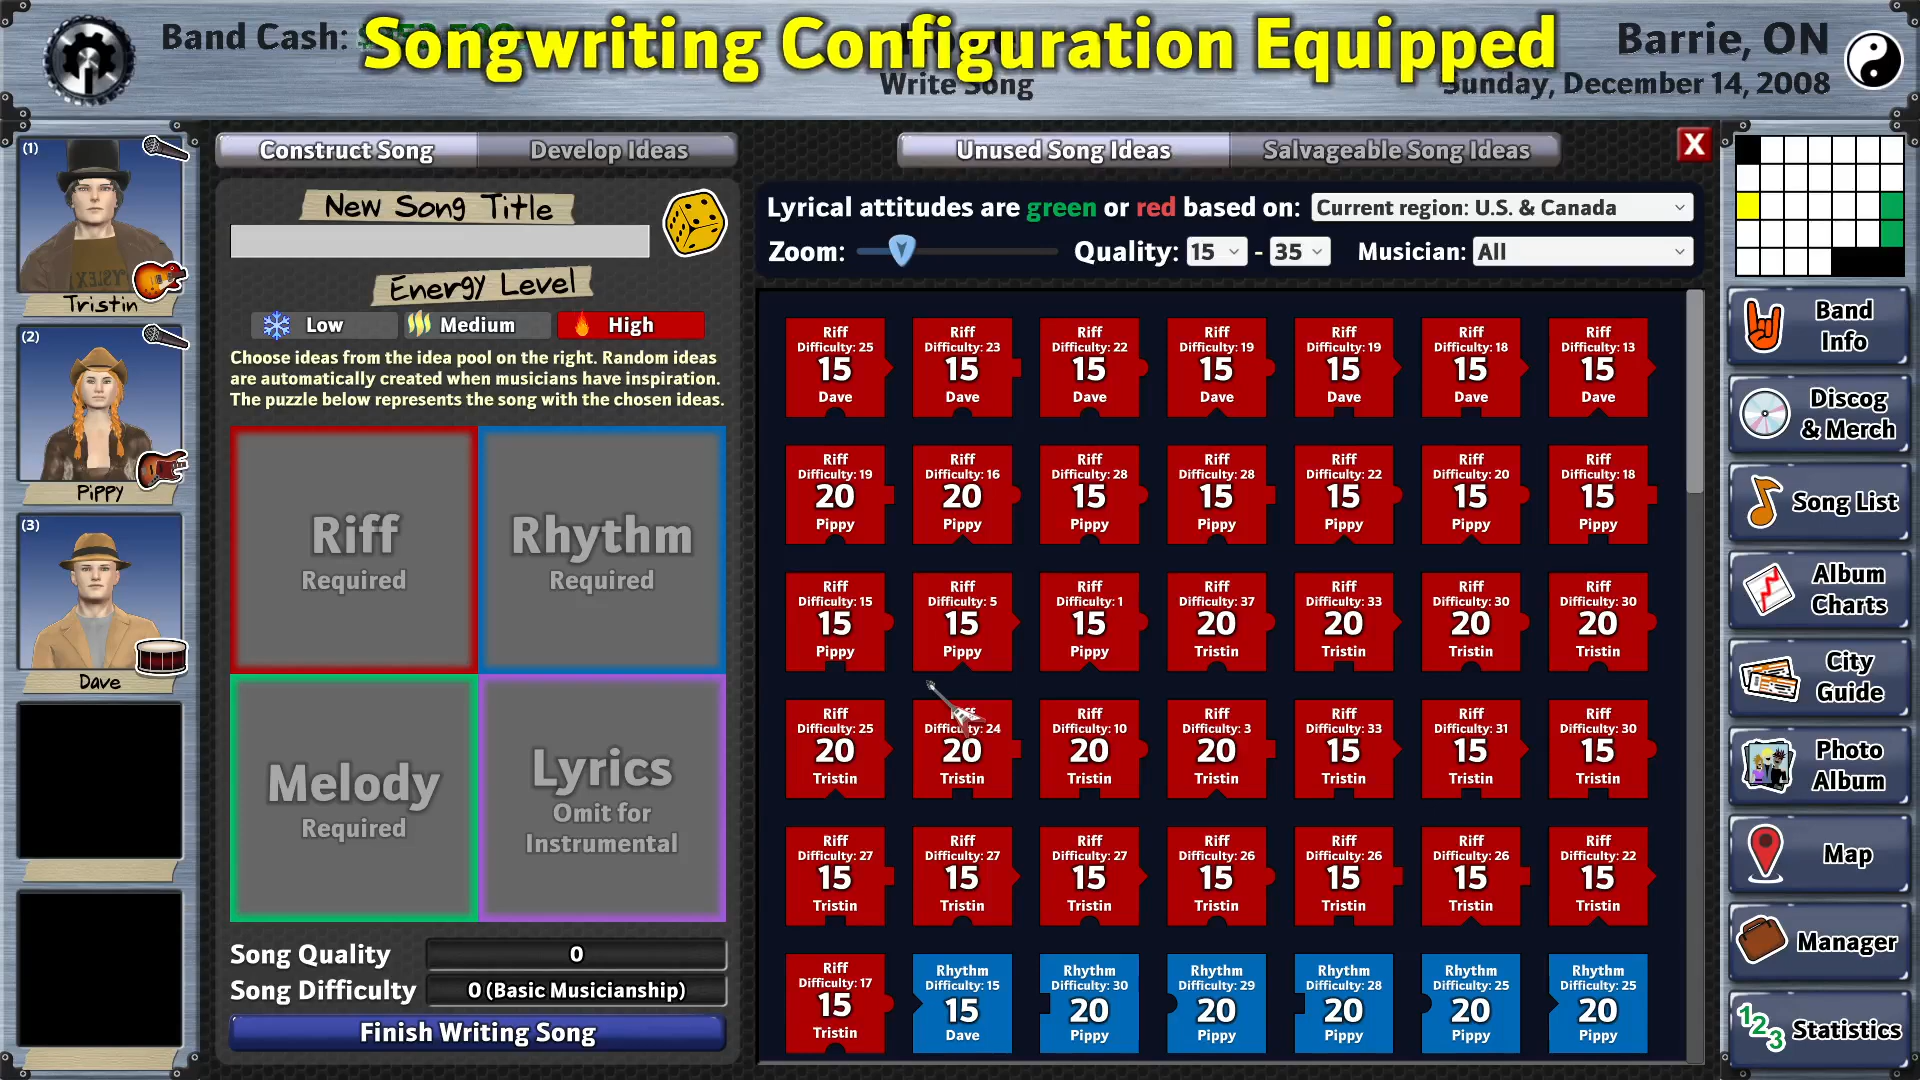 Songwriting Configuration Equipped
Band Cash:
Write Song
Barrie, ON
Sunday, December 14, 2008
(1)
Tristin
(2)
Pippy
(3)
Dave
Construct Song
Develop Ideas
New Song Title
Energy Level
Low
Medium
High
Choose ideas from the idea pool on the right. Random ideas
are automatically created when musicians have inspiration.
The puzzle below represents the song with the chosen ideas.
Riff
Required
Rhythm
Required
Melody
Required
Lyrics
Omit for
Instrumental
Song Quality
0
Song Difficulty
0 (Basic Musicianship)
Finish Writing Song
Unused Song Ideas
Salvageable Song Ideas
X
Lyrical attitudes are green or red based on: Current region: U.S. & Canada
Zoom: Quality: 15 - 35 Musician: All
Riff Riff Riff Riff Riff Riff Riff
Difficulty: 25 Difficulty: 23 Difficulty: 22 Difficulty: 19 Difficulty: 19 Difficulty: 18 Difficulty: 13
15 15 15 15 15 15 15
Dave Dave Dave Dave Dave Dave Dave
Riff Riff Riff Riff Riff Riff Riff
Difficulty: 19 Difficulty: 16 Difficulty: 28 Difficulty: 28 Difficulty: 22 Difficulty: 20 Difficulty: 18
20 20 15 15 15 15 15
Pippy Pippy Pippy Pippy Pippy Pippy Pippy
Riff Riff Riff Riff Riff Riff Riff
Difficulty: 15 Difficulty: 5 Difficulty: 1 Difficulty: 37 Difficulty: 33 Difficulty: 30 Difficulty: 30
15 15 15 20 20 20 20
Pippy Pippy Pippy Tristin Tristin Tristin Tristin
Riff Riff Riff Riff Riff Riff Riff
Difficulty: 25 Difficulty: 24 Difficulty: 10 Difficulty: 3 Difficulty: 33 Difficulty: 31 Difficulty: 30
20 20 20 20 15 15 15
Tristin Tristin Tristin Tristin Tristin Tristin Tristin
Riff Riff Riff Riff Riff Riff Riff
Difficulty: 27 Difficulty: 27 Difficulty: 27 Difficulty: 26 Difficulty: 26 Difficulty: 26 Difficulty: 22
15 15 15 15 15 15 15
Tristin Tristin Tristin Tristin Tristin Tristin Tristin
Riff Rhythm Rhythm Rhythm Rhythm Rhythm Rhythm
Difficulty: 17 Difficulty: 15 Difficulty: 30 Difficulty: 29 Difficulty: 28 Difficulty: 25 Difficulty: 25
15 15 20 20 20 20 20
Tristin Dave Pippy Pippy Pippy Pippy Pippy
Band
Info
Discog
& Merch
Song List
Album
Charts
City
Guide
Photo
Album
Map
Manager
123
Statistics